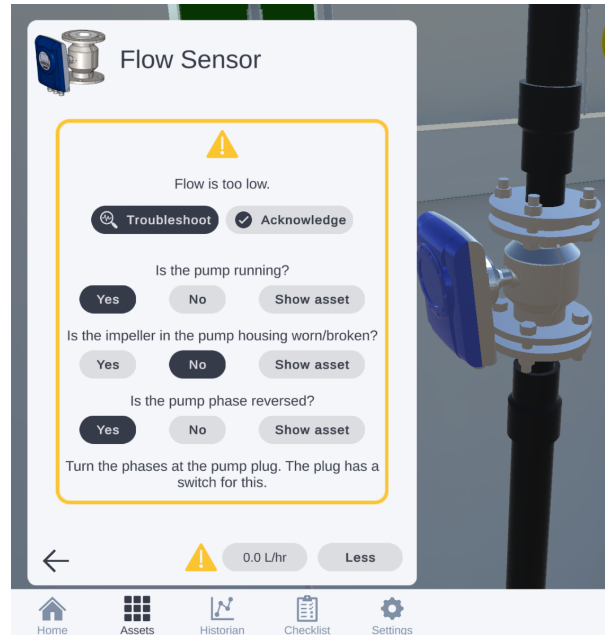 Flow Sensor
Flow is too low.
Troubleshoot Acknowledge
Is the pump running?
Yes No Show asset
Is the impeller in the pump housing worn/broken?
Yes No Show asset
Is the pump phase reversed?
Yes No Show asset
Turn the phases at the pump plug. The plug has a
switch for this.
0.0 L/hr Less
Home Assets Historian Checklist Settings